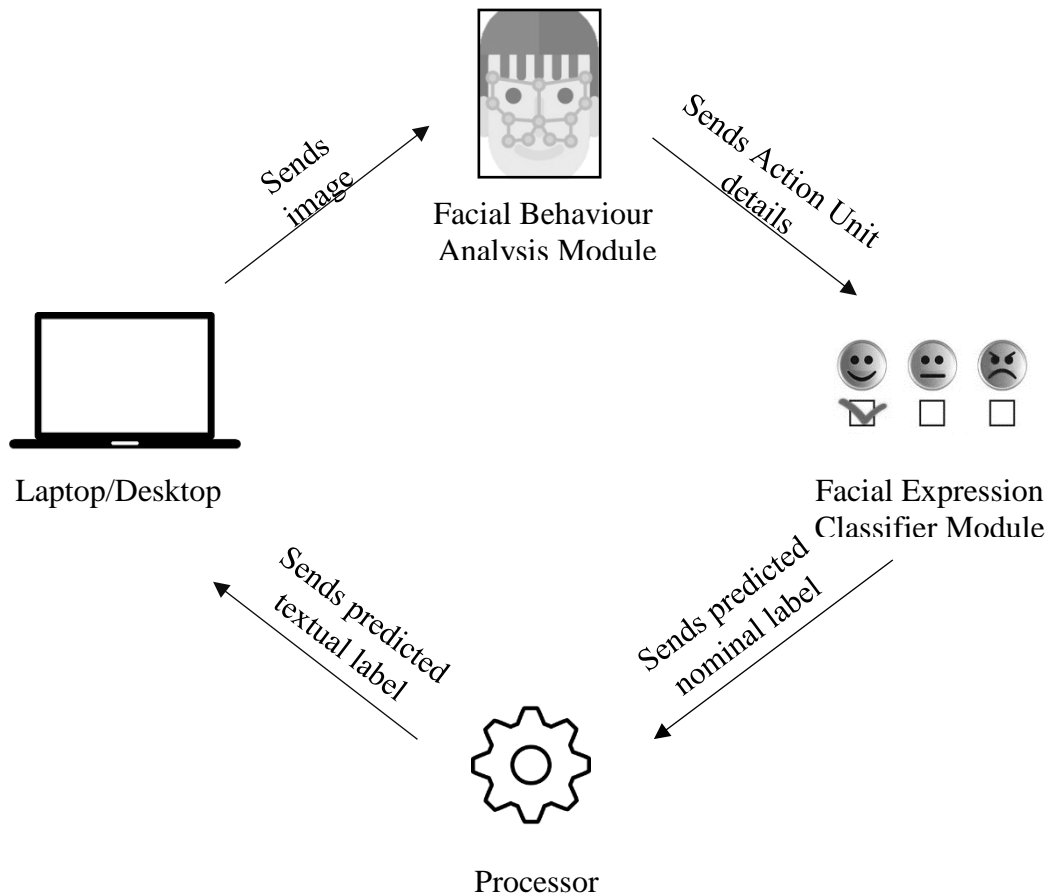 Sends
image
Sends Action Unit
details
Facial Behaviour
Analysis Module
Laptop/Desktop
Facial Expression
Classifier Module
Sends predicted
textual label
Sends predicted
nominal label
Processor